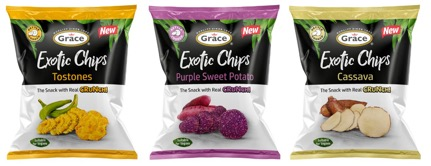 Grace
New
Exotic Chips
Tostones
The Snack with Real CRUNCH!
Grace
New
Exotic Chips
Purple Sweet Potato
The Snack with Real CRUNCH!
Grace
New
Exotic Chips
Cassava
The Snack with Real CRUNCH!